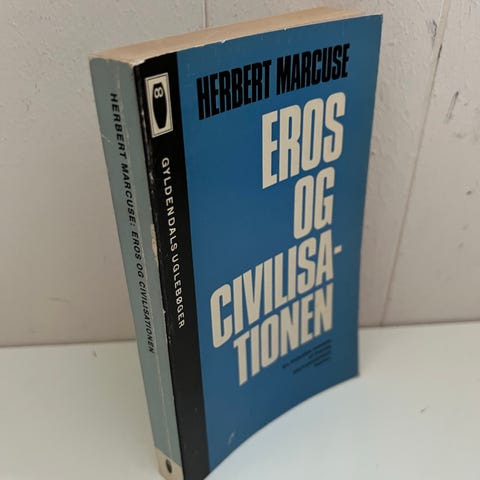 HERBERT MARCUSE: EROS OG CIVILISATIONEN
8
GYLDENDALS UGLEBØGER
HERBERT MARCUSE
EROS
OG
CIVILISA-
TIONEN